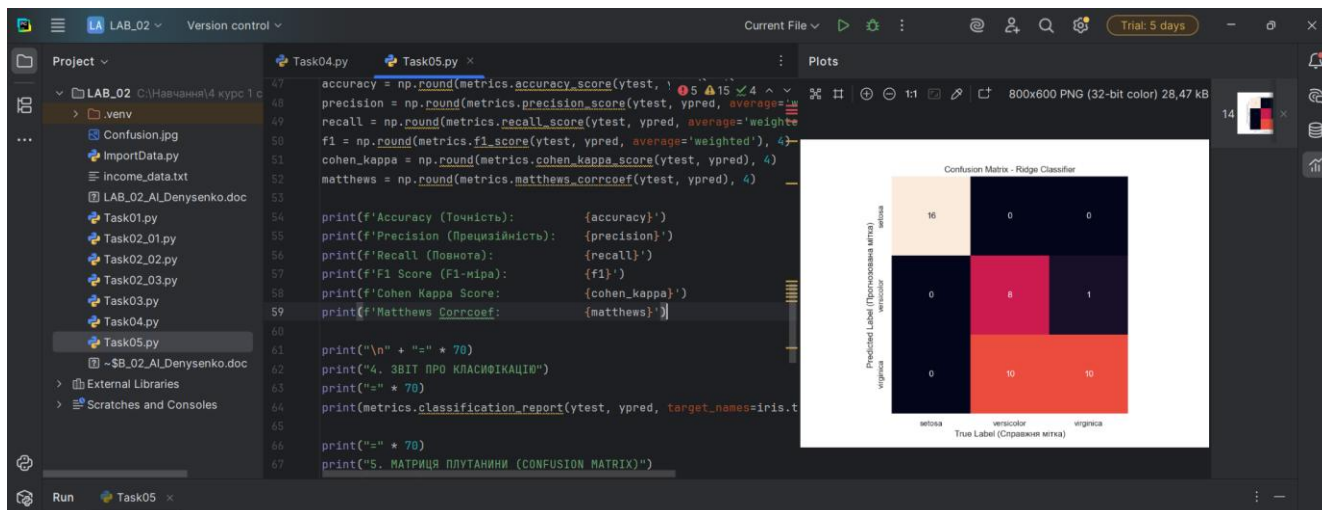 LA LAB_02 Version control Current File Trial: 5 days
Project
LAB_02 C:\Навчання\4 курс 1 с
.venv
Confusion.jpg
ImportData.py
income_data.txt
LAB_02_AI_Denysenko.doc
Task01.py
Task02_01.py
Task02_02.py
Task02_03.py
Task03.py
Task04.py
Task05.py
~$B_02_AI_Denysenko.doc
External Libraries
Scratches and Consoles
Task04.py Task05.py
5 15 4
47 accuracy = np.round(metrics.accuracy_score(ytest,
48 precision = np.round(metrics.precision_score(ytest, ypred, average='w
49 recall = np.round(metrics.recall_score(ytest, ypred, average='weighte
50 f1 = np.round(metrics.f1_score(ytest, ypred, average='weighted'), 4)
51 cohen_kappa = np.round(metrics.cohen_kappa_score(ytest, ypred), 4)
52 matthews = np.round(metrics.matthews_corrcoef(ytest, ypred), 4)
53
54 print(f'Accuracy (Точність): {accuracy}')
55 print(f'Precision (Прецизійність): {precision}')
56 print(f'Recall (Повнота): {recall}')
57 print(f'F1 Score (F1-міра): {f1}')
58 print(f'Cohen Kappa Score: {cohen_kappa}')
59 print(f'Matthews Corrcoef: {matthews}')
60
61 print("\n" + "=" * 70)
62 print("4. ЗВІТ ПРО КЛАСИФІКАЦІЮ")
63 print("=" * 70)
64 print(metrics.classification_report(ytest, ypred, target_names=iris.t
65
66 print("=" * 70)
67 print("5. МАТРИЦЯ ПЛУТАНИНИ (CONFUSION MATRIX)")
Plots
1:1 800x600 PNG (32-bit color) 28,47 kB
14
Confusion Matrix - Ridge Classifier
Predicted Label (Прогнозована мітка)
setosa 16 0 0
versicolor 0 8 1
virginica 0 10 10
setosa versicolor virginica
True Label (Справжня мітка)
Run Task05